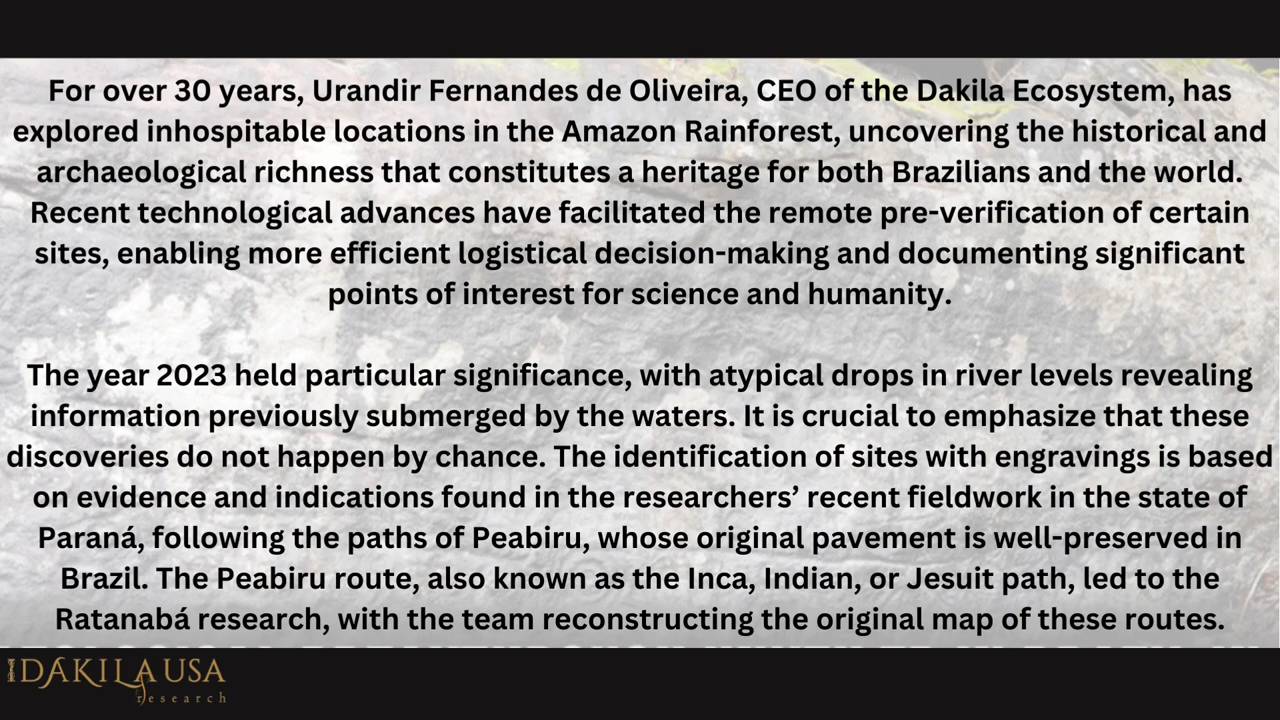 For over 30 years, Urandir Fernandes de Oliveira, CEO of the Dakila Ecosystem, has
explored inhospitable locations in the Amazon Rainforest, uncovering the historical and
archaeological richness that constitutes a heritage for both Brazilians and the world.
Recent technological advances have facilitated the remote pre-verification of certain
sites, enabling more efficient logistical decision-making and documenting significant
points of interest for science and humanity.
The year 2023 held particular significance, with atypical drops in river levels revealing
information previously submerged by the waters. It is crucial to emphasize that these
discoveries do not happen by chance. The identification of sites with engravings is based
on evidence and indications found in the researchers’ recent fieldwork in the state of
Paraná, following the paths of Peabiru, whose original pavement is well-preserved in
Brazil. The Peabiru route, also known as the Inca, Indian, or Jesuit path, led to the
Ratanabá research, with the team reconstructing the original map of these routes.
DÁKILA USA
research